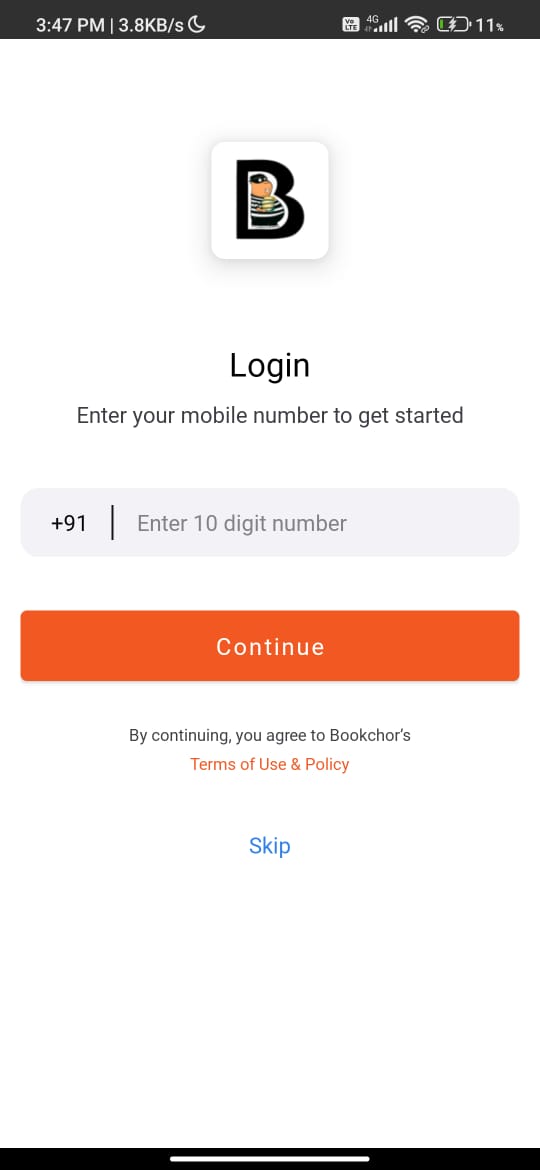 3:47 PM | 3.8KB/s Vo LTE 4G 11%
B
Login
Enter your mobile number to get started
+91 | Enter 10 digit number
Continue
By continuing, you agree to Bookchor's
Terms of Use & Policy
Skip